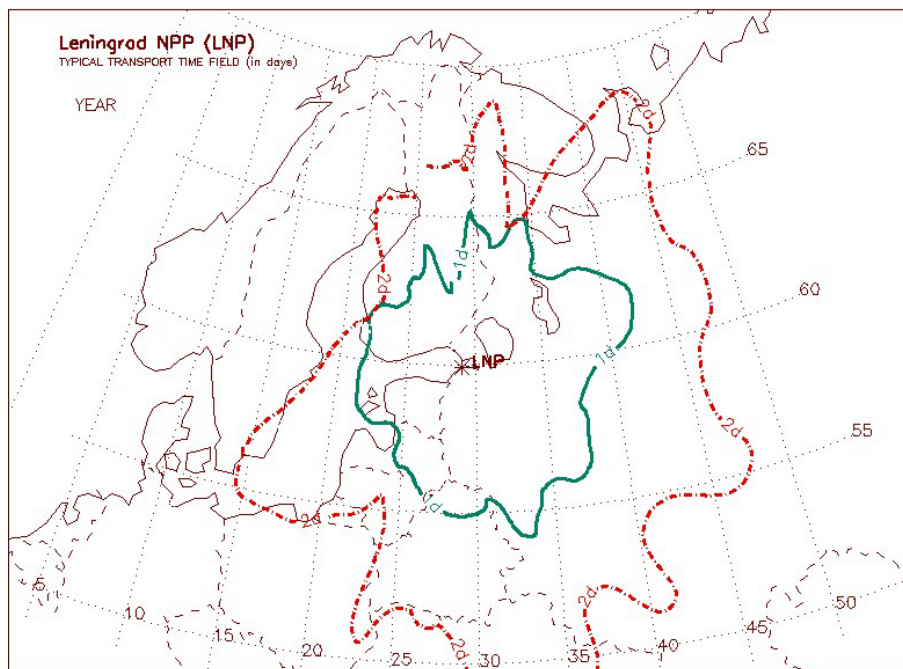 Leningrad NPP (LNP)
TYPICAL TRANSPORT TIME FIELD (in days)
YEAR
2d
65
2d
1d
2d
60
LNP
1d
2d
55
1d
2d
5
10
15
20
25
30
35
40
45
50
2d
2d